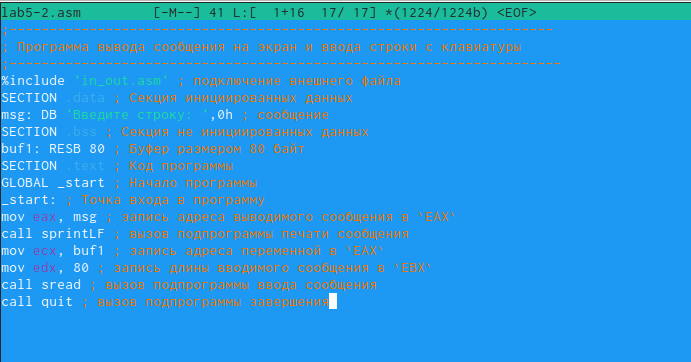 lab5-2.asm [-M--] 41 L:[ 1+16 17/ 17] *(1224/1224b) <EOF>
;---------------------------------------------------------------
; Программа вывода сообщения на экран и ввода строки с клавиатуры
;----------------------------------------------------------------
%include 'in_out.asm' ; подключение внешнего файла
SECTION .data ; Секция инициированных данных
msg: DB 'Введите строку: ',0h ; сообщение
SECTION .bss ; Секция не инициированных данных
buf1: RESB 80 ; Буфер размером 80 байт
SECTION .text ; Код программы
GLOBAL _start ; Начало программы
_start: ; Точка входа в программу
mov eax, msg ; запись адреса выводимого сообщения в `EAX`
call sprintLF ; вызов подпрограммы печати сообщения
mov ecx, buf1 ; запись адреса переменной в `EAX`
mov edx, 80 ; запись длины вводимого сообщения в `EBX`
call sread ; вызов подпрограммы ввода сообщения
call quit ; вызов подпрограммы завершения